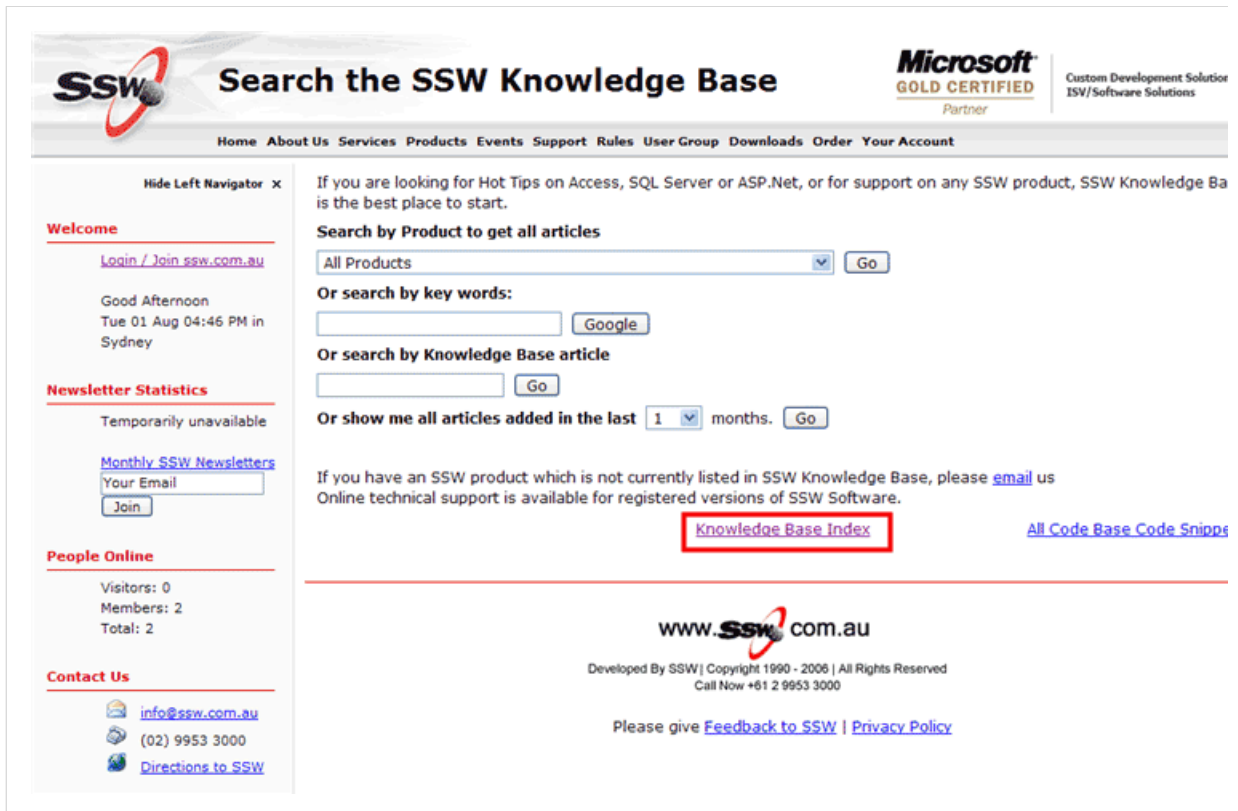 SSW
Search the SSW Knowledge Base
Microsoft
GOLD CERTIFIED
Partner
Custom Development Solution
ISV/Software Solutions
Home About Us Services Products Events Support Rules User Group Downloads Order Your Account
Hide Left Navigator x
Welcome
Login / Join ssw.com.au
Good Afternoon
Tue 01 Aug 04:46 PM in
Sydney
Newsletter Statistics
Temporarily unavailable
Monthly SSW Newsletters
Your Email
Join
People Online
Visitors: 0
Members: 2
Total: 2
Contact Us
info@ssw.com.au
(02) 9953 3000
Directions to SSW
If you are looking for Hot Tips on Access, SQL Server or ASP.Net, or for support on any SSW product, SSW Knowledge Ba
is the best place to start.
Search by Product to get all articles
All Products Go
Or search by key words:
Google
Or search by Knowledge Base article
Go
Or show me all articles added in the last 1 months. Go
If you have an SSW product which is not currently listed in SSW Knowledge Base, please email us
Online technical support is available for registered versions of SSW Software.
Knowledge Base Index All Code Base Code Snippe
www.SSW.com.au
Developed By SSW | Copyright 1990 - 2006 | All Rights Reserved
Call Now +61 2 9953 3000
Please give Feedback to SSW | Privacy Policy